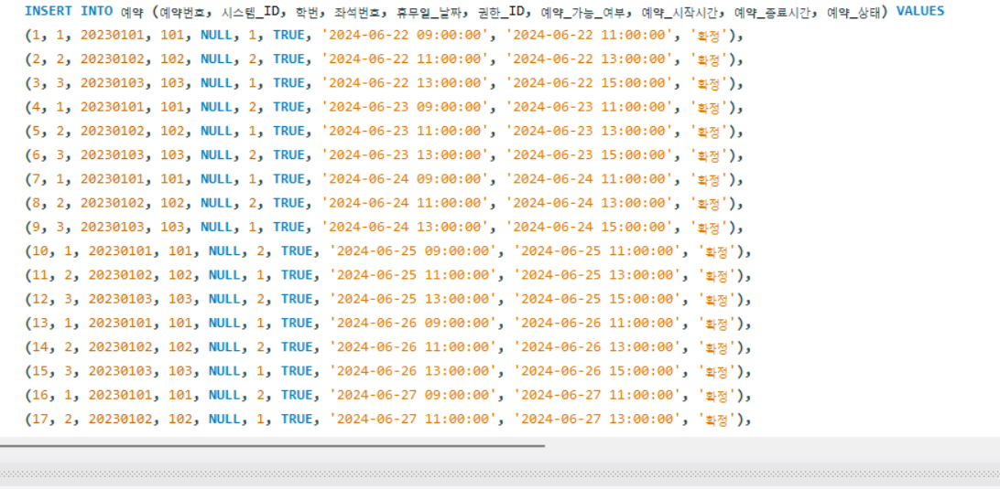 INSERT INTO 예약 (예약번호, 시스템_ID, 학번, 좌석번호, 휴무일_날짜, 권한_ID, 예약_가능_여부, 예약_시작시간, 예약_종료시간, 예약_상태) VALUES
(1, 1, 20230101, 101, NULL, 1, TRUE, '2024-06-22 09:00:00', '2024-06-22 11:00:00', '확정'),
(2, 2, 20230102, 102, NULL, 2, TRUE, '2024-06-22 11:00:00', '2024-06-22 13:00:00', '확정'),
(3, 3, 20230103, 103, NULL, 1, TRUE, '2024-06-22 13:00:00', '2024-06-22 15:00:00', '확정'),
(4, 1, 20230101, 101, NULL, 2, TRUE, '2024-06-23 09:00:00', '2024-06-23 11:00:00', '확정'),
(5, 2, 20230102, 102, NULL, 1, TRUE, '2024-06-23 11:00:00', '2024-06-23 13:00:00', '확정'),
(6, 3, 20230103, 103, NULL, 2, TRUE, '2024-06-23 13:00:00', '2024-06-23 15:00:00', '확정'),
(7, 1, 20230101, 101, NULL, 1, TRUE, '2024-06-24 09:00:00', '2024-06-24 11:00:00', '확정'),
(8, 2, 20230102, 102, NULL, 2, TRUE, '2024-06-24 11:00:00', '2024-06-24 13:00:00', '확정'),
(9, 3, 20230103, 103, NULL, 1, TRUE, '2024-06-24 13:00:00', '2024-06-24 15:00:00', '확정'),
(10, 1, 20230101, 101, NULL, 2, TRUE, '2024-06-25 09:00:00', '2024-06-25 11:00:00', '확정'),
(11, 2, 20230102, 102, NULL, 1, TRUE, '2024-06-25 11:00:00', '2024-06-25 13:00:00', '확정'),
(12, 3, 20230103, 103, NULL, 2, TRUE, '2024-06-25 13:00:00', '2024-06-25 15:00:00', '확정'),
(13, 1, 20230101, 101, NULL, 1, TRUE, '2024-06-26 09:00:00', '2024-06-26 11:00:00', '확정'),
(14, 2, 20230102, 102, NULL, 2, TRUE, '2024-06-26 11:00:00', '2024-06-26 13:00:00', '확정'),
(15, 3, 20230103, 103, NULL, 1, TRUE, '2024-06-26 13:00:00', '2024-06-26 15:00:00', '확정'),
(16, 1, 20230101, 101, NULL, 2, TRUE, '2024-06-27 09:00:00', '2024-06-27 11:00:00', '확정'),
(17, 2, 20230102, 102, NULL, 1, TRUE, '2024-06-27 11:00:00', '2024-06-27 13:00:00', '확정'),